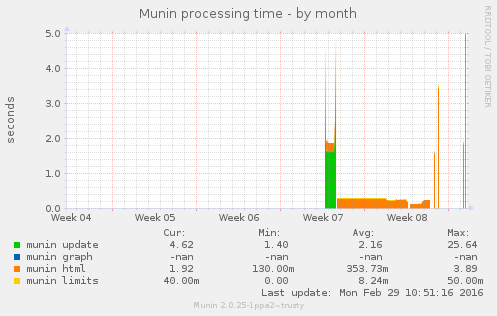 Munin processing time - by month
RRDTOOL / TOBI OETIKER
seconds
5.0
4.0
3.0
2.0
1.0
0.0
Week 04 Week 05 Week 06 Week 07 Week 08
Cur: Min: Avg: Max:
munin update 4.62 1.40 2.16 25.64
munin graph -nan -nan -nan -nan
munin html 1.92 130.00m 353.73m 3.89
munin limits 40.00m 0.00 8.24m 50.00m
Last update: Mon Feb 29 10:51:16 2016
Munin 2.0.25-1ppa2~trusty